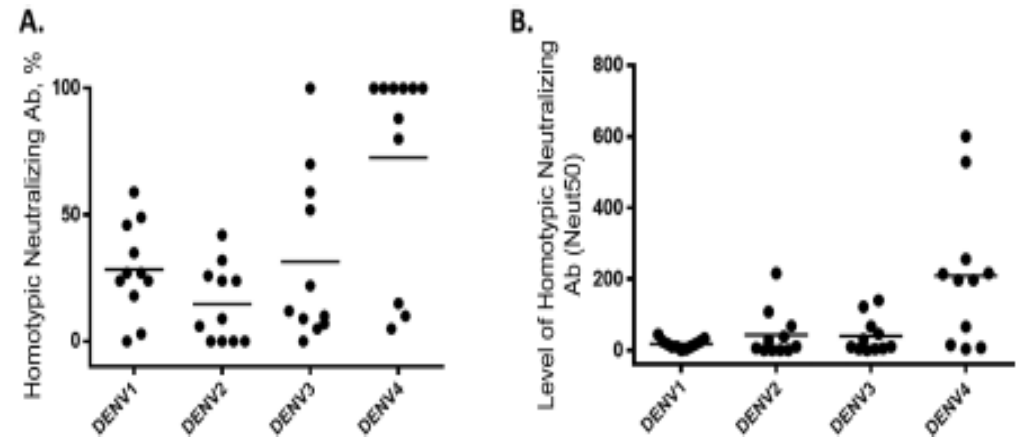 A.
Homotypic Neutralizing Ab, %
100
50
0
DENV1
DENV2
DENV3
DENV4
B.
Level of Homotypic Neutralizing
Ab (Neut50)
800
600
400
200
0
DENV1
DENV2
DENV3
DENV4